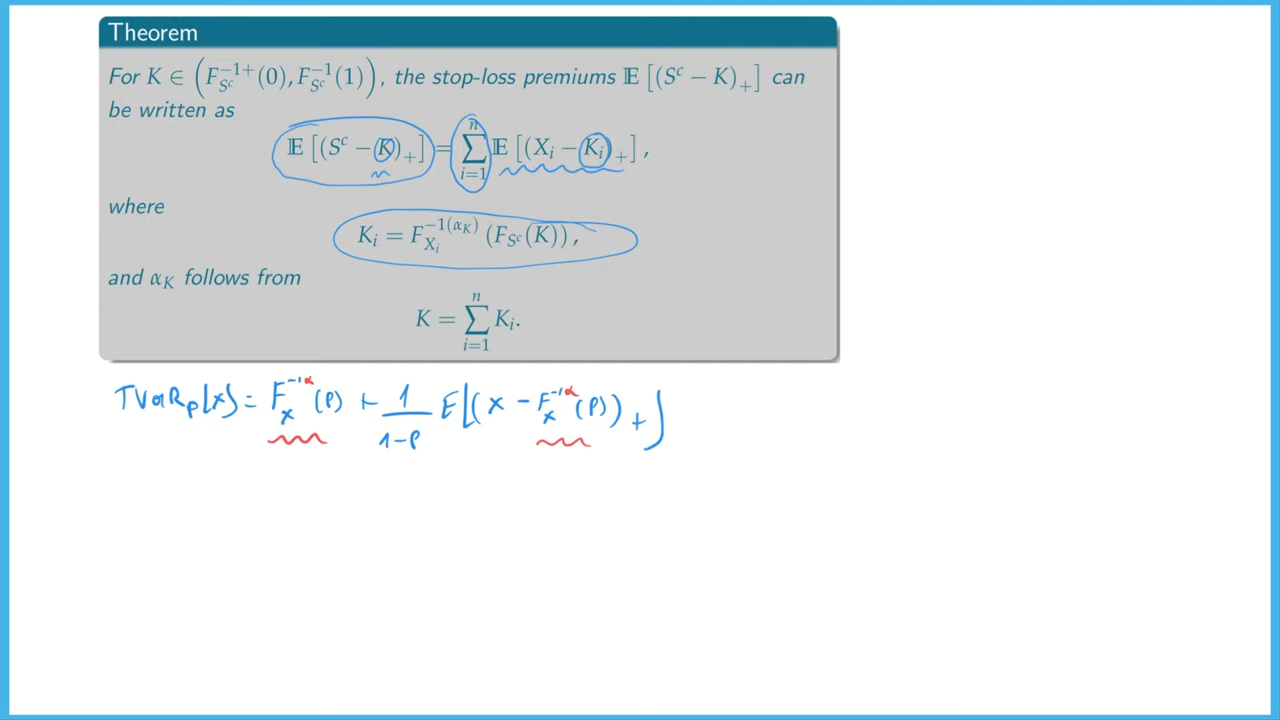 Theorem
For K ∈ (F_{S^c}^{-1+}(0), F_{S^c}^{-1}(1)), the stop-loss premiums 𝔼[(S^c − K)_+] can
be written as
𝔼[(S^c − K)_+] = ∑_{i=1}^{n} 𝔼[(X_i − K_i)_+],
where
K_i = F_{X_i}^{-1(α_K)}(F_{S^c}(K)),
and α_K follows from
K = ∑_{i=1}^{n} K_i.
TVaR_p[X] = F_x^{-1α}(p) + \frac{1}{1-p} E[(x − F_x^{-1α}(p))_+]